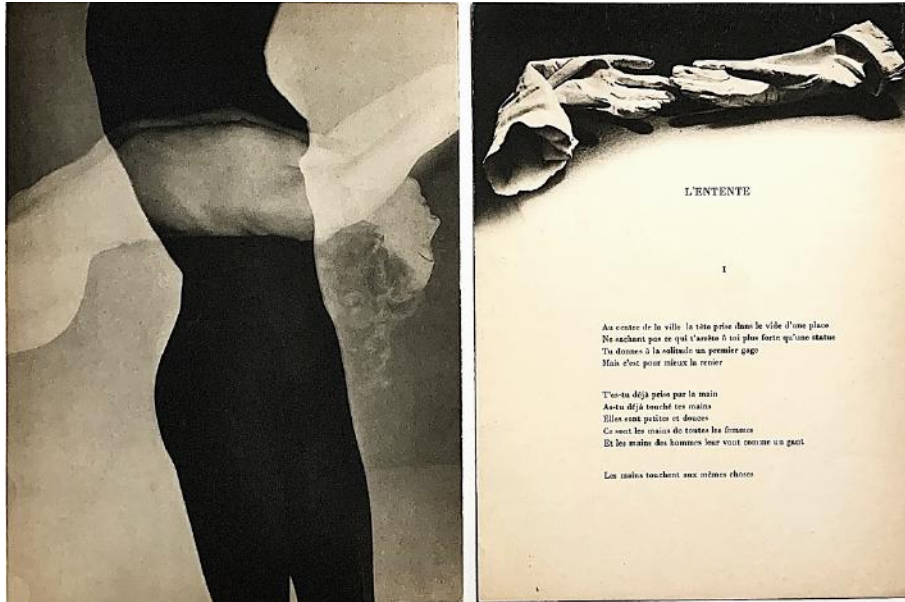 L'ENTENTE
I
Au centre de la ville la tête prise dans le vide d'une place
Ne sachant pas ce qui t'arrête ô toi plus forte qu'une statue
Tu donnes à la solitude un premier gage
Mais c'est pour mieux la renier
T'es-tu déjà prise par la main
As-tu déjà touché tes mains
Elles sont petites et douces
Ce sont les mains de toutes les femmes
Et les mains des hommes leur vont comme un gant
Les mains touchent aux mêmes choses